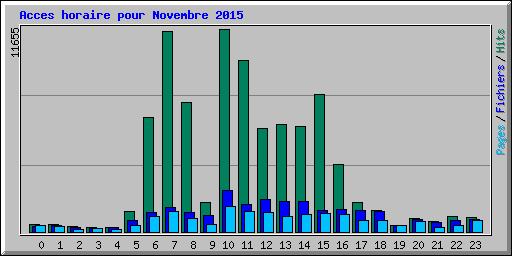 Acces horaire pour Novembre 2015
11655
Pages / Fichiers / Hits
0 1 2 3 4 5 6 7 8 9 10 11 12 13 14 15 16 17 18 19 20 21 22 23